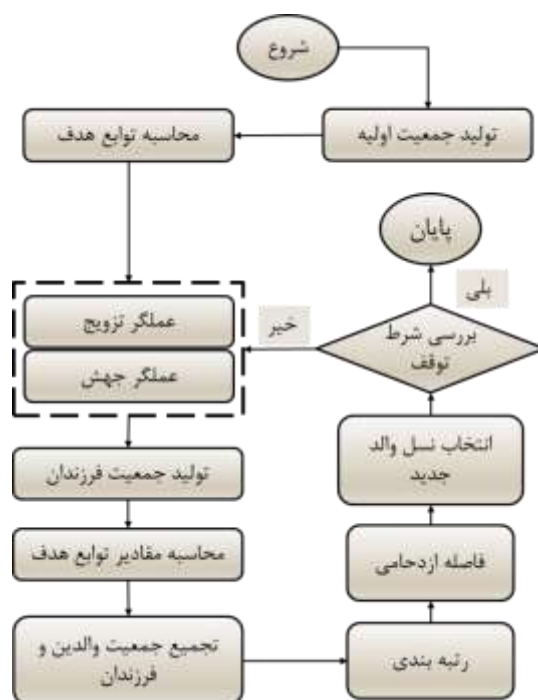 شروع
تولید جمعیت اولیه
محاسبه توابع هدف
عملگر تزویج
عملگر جهش
تولید جمعیت فرزندان
محاسبه مقادیر توابع هدف
تجمیع جمعیت والدین و
فرزندان
رتبه بندی
فاصله ازدحامی
انتخاب نسل والد
جدید
بررسی شرط
توقف
خیر
بلی
پایان